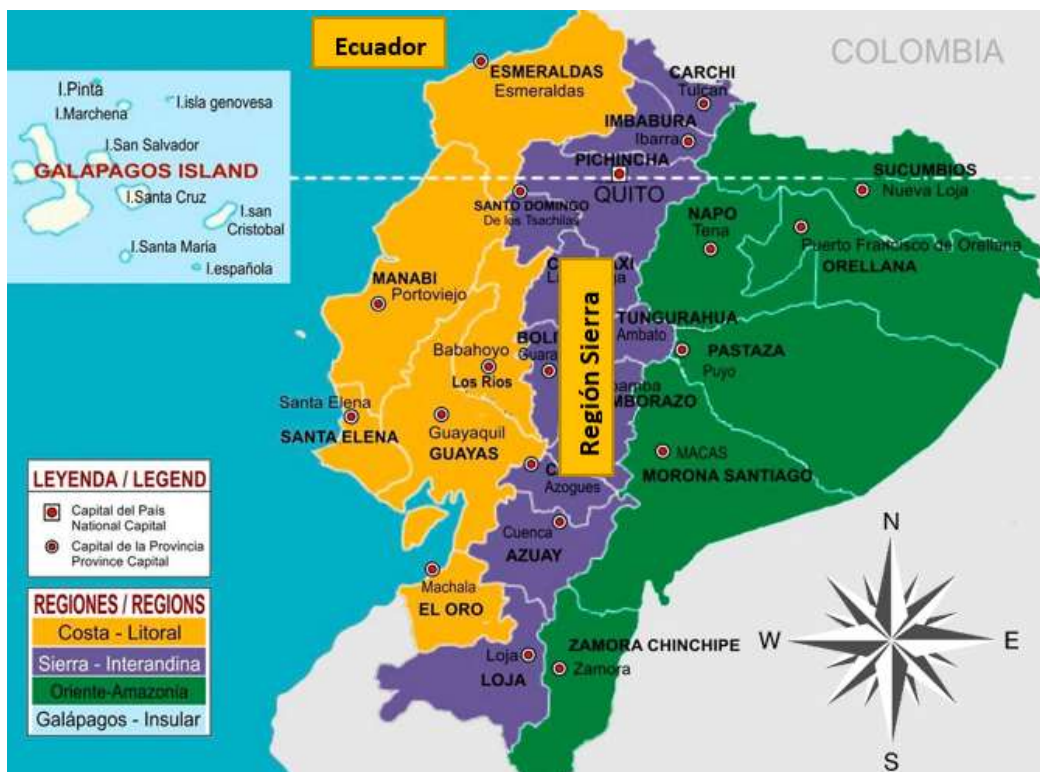 Ecuador
COLOMBIA
ESMERALDAS
Esmeraldas
CARCHI
Tulcan
I.Pinta
I.Marchena
I.isla genovesa
IMBABURA
Ibarra
I.San Salvador
PICHINCHA
GALAPAGOS ISLAND
SUCUMBIOS
Nueva Loja
QUITO
I.Santa Cruz
SANTO DOMINGO
De los Tsachilas
NAPO
Tena
I.san
Cristobal
I.Santa Maria
I.española
Puerto Francisco de Orellana
ORELLANA
MANABI
Portoviejo
TUNGURAHUA
Ambato
Región Sierra
Babahoyo
Los Rios
PASTAZA
Puyo
Santa Elena
SANTA ELENA
Guayaquil
GUAYAS
MACAS
MORONA SANTIAGO
Azogues
LEYENDA / LEGEND
Capital del País
National Capital
Capital de la Provincia
Province Capital
Cuenca
AZUAY
Machala
EL ORO
REGIONES / REGIONS
Costa - Litoral
Sierra - Interandina
Oriente-Amazonía
Galápagos - Insular
Loja
LOJA
ZAMORA CHINCHIPE
Zamora
N
W
E
S